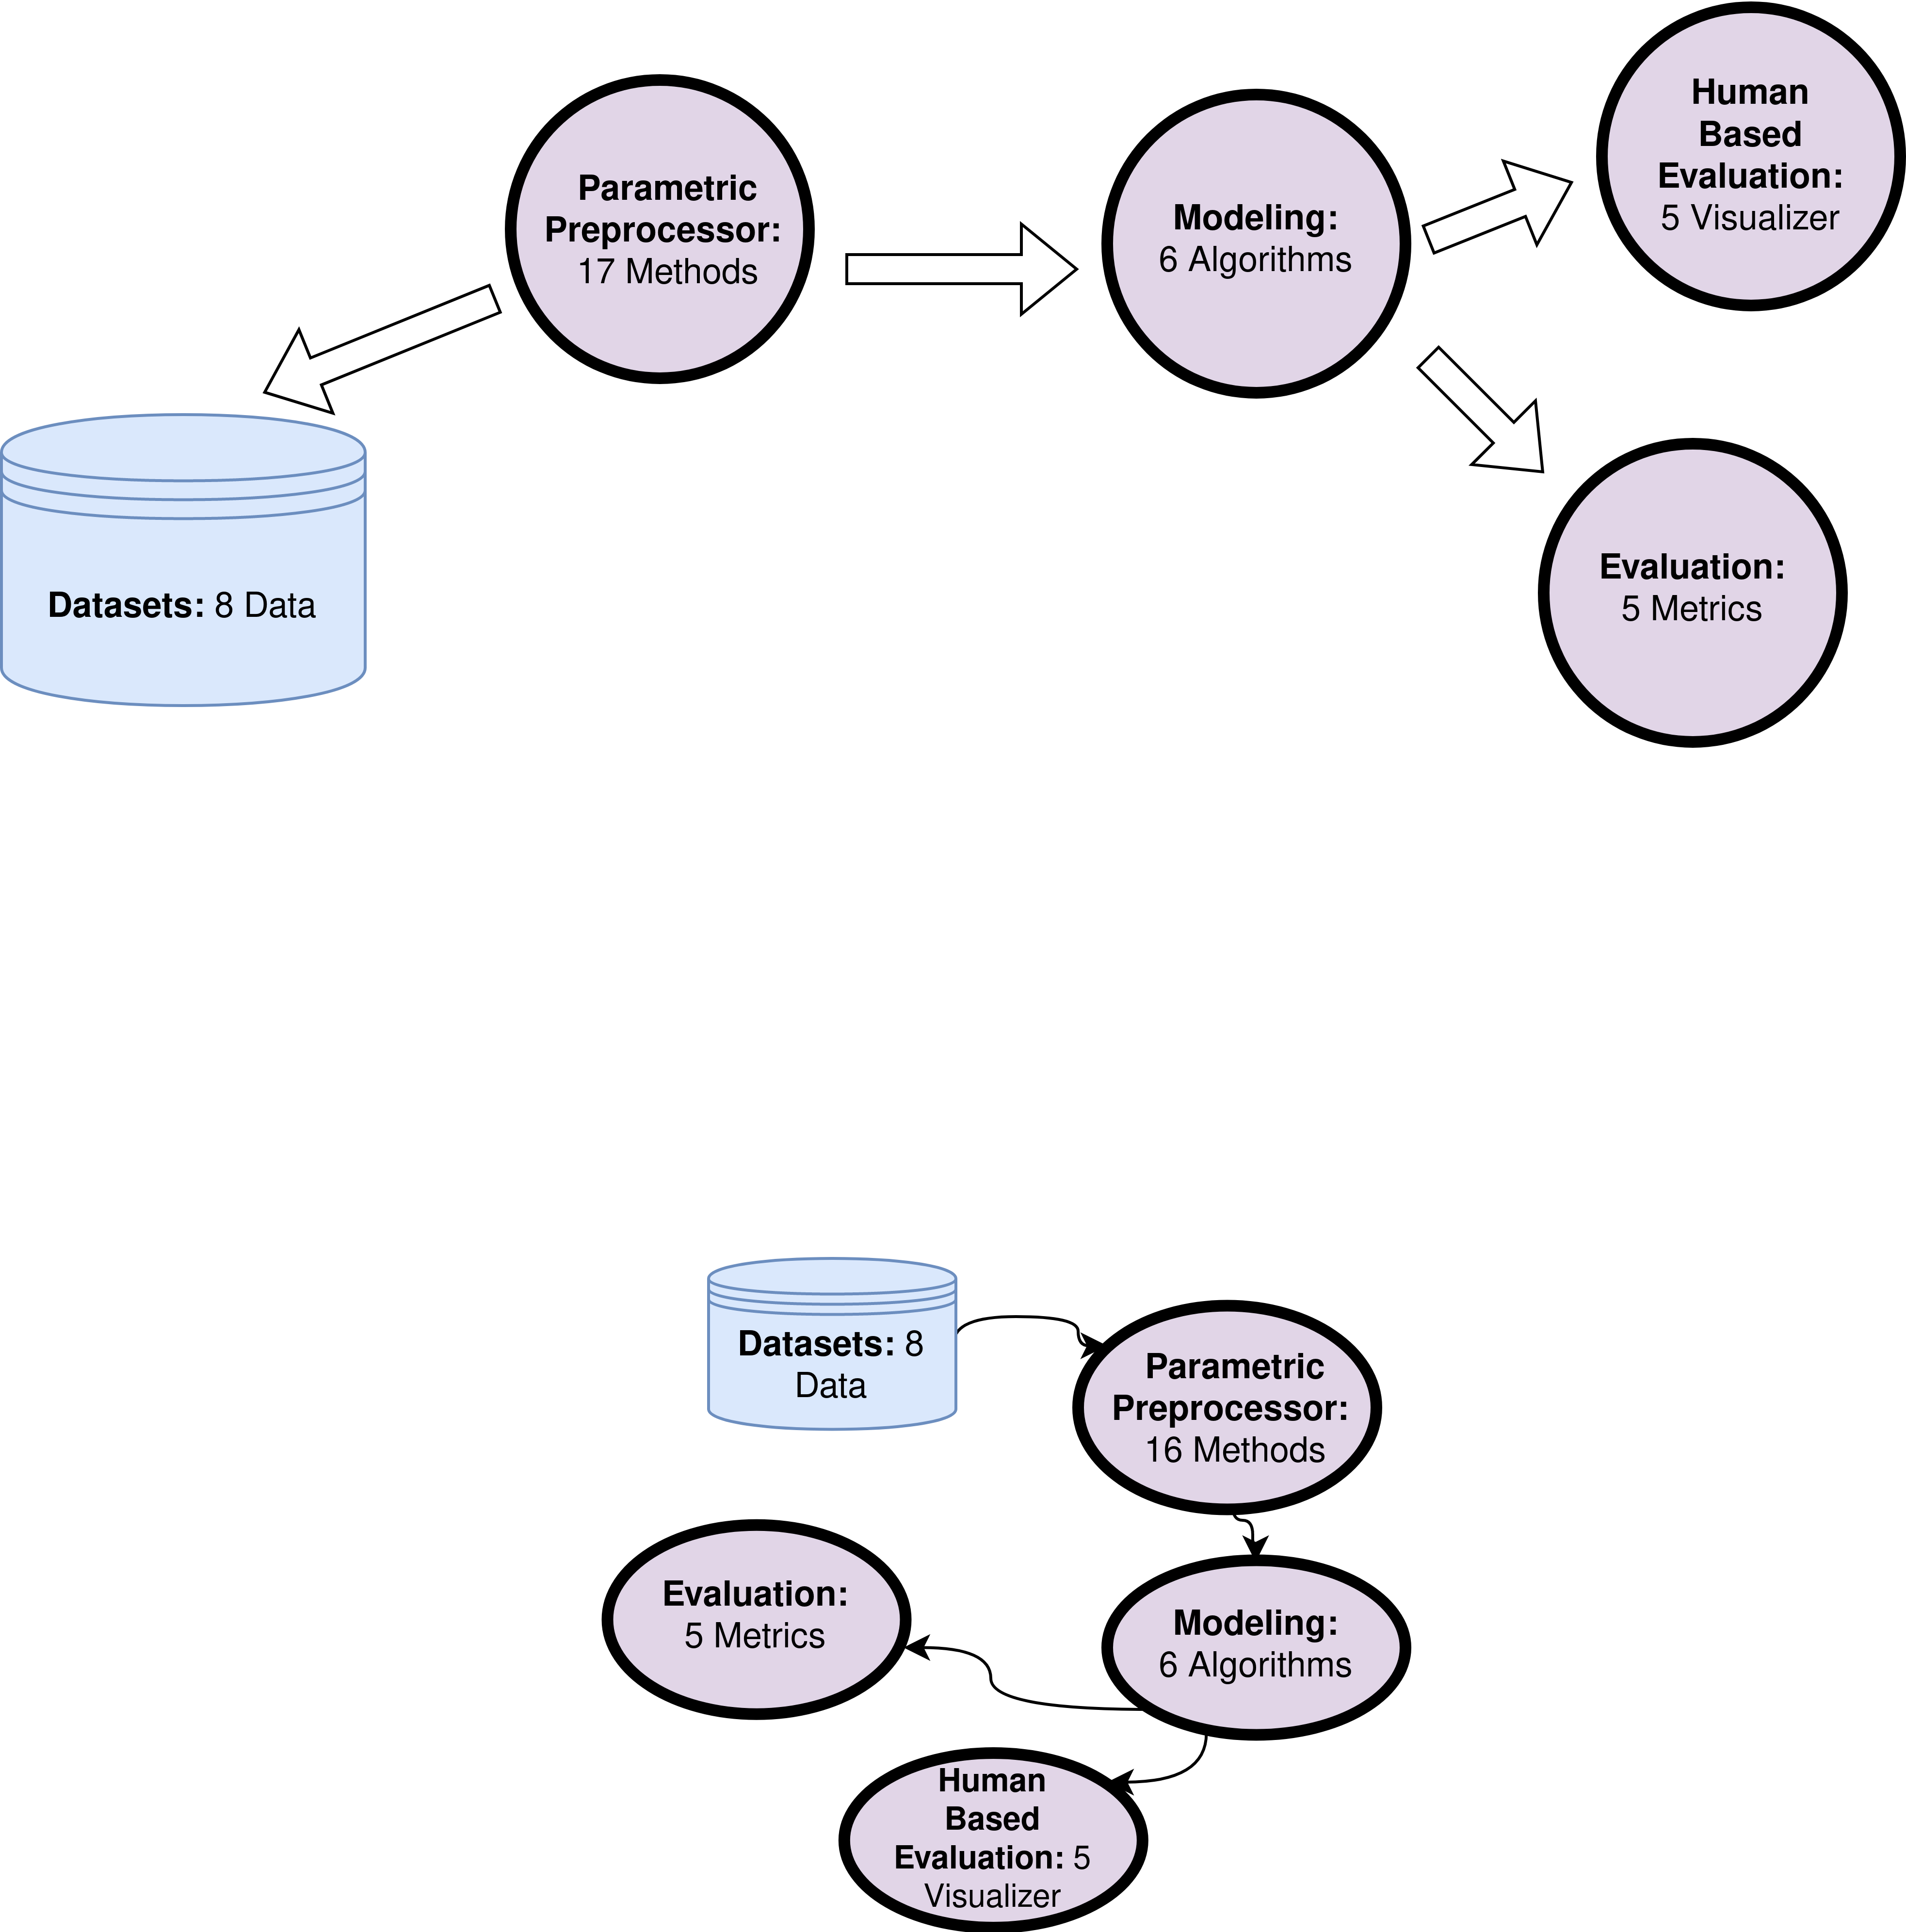 Human
Based
Evaluation:
5 Visualizer
Parametric
Preprocessor:
17 Methods
Modeling:
6 Algorithms
Evaluation:
5 Metrics
Datasets: 8 Data
Datasets: 8
Data
Parametric
Preprocessor:
16 Methods
Evaluation:
5 Metrics
Modeling:
6 Algorithms
Human
Based
Evaluation: 5
Visualizer